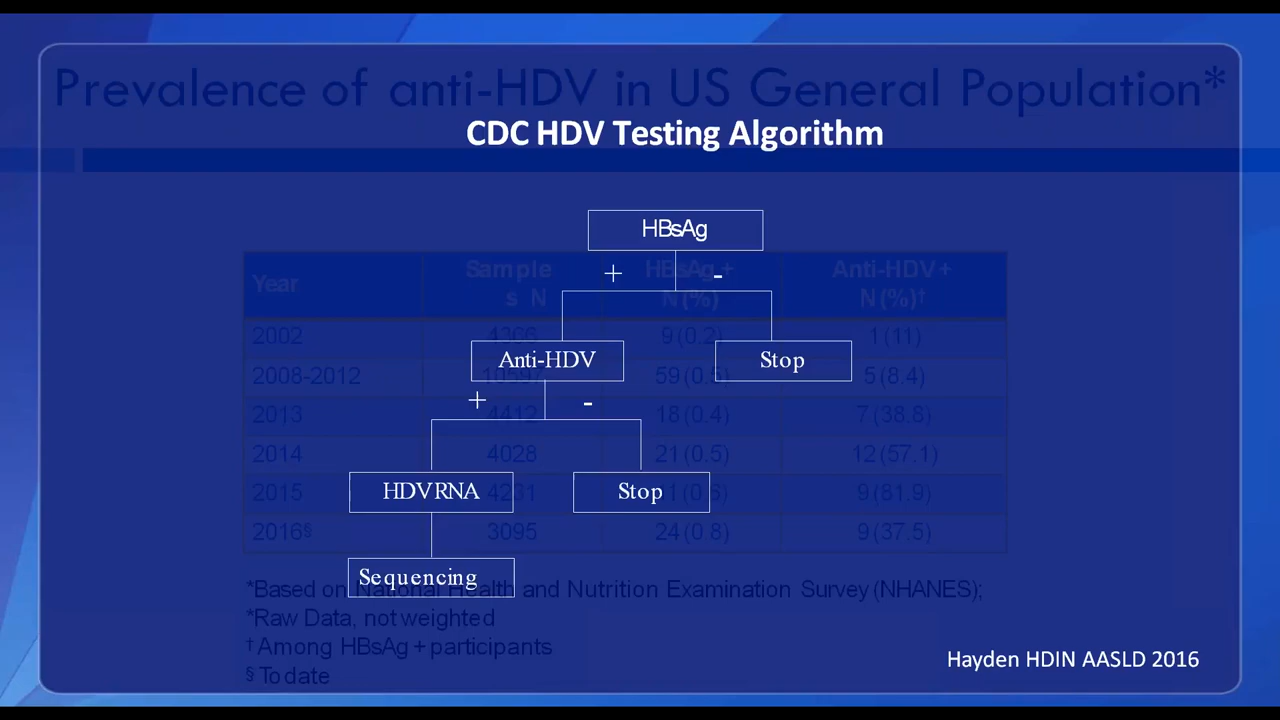 Prevalence of anti-HDV in US General Population*
CDC HDV Testing Algorithm
HBsAg
+ -
Year Samples N HBsAg + N (%) Anti-HDV + N (%)†
2002 9 (0.2) 1 (11)
Anti-HDV Stop
2008-2012 59 (0.5) 5 (8.4)
+ -
2013 4412 18 (0.4) 7 (38.8)
2014 4028 21 (0.5) 12 (57.1)
HDVRNA Stop
2015 9 (81.9)
2016§ 3095 24 (0.8) 9 (37.5)
Sequencing
*Based on National Health and Nutrition Examination Survey (NHANES);
*Raw Data, not weighted
† Among HBsAg + participants
§ To date
Hayden HDIN AASLD 2016